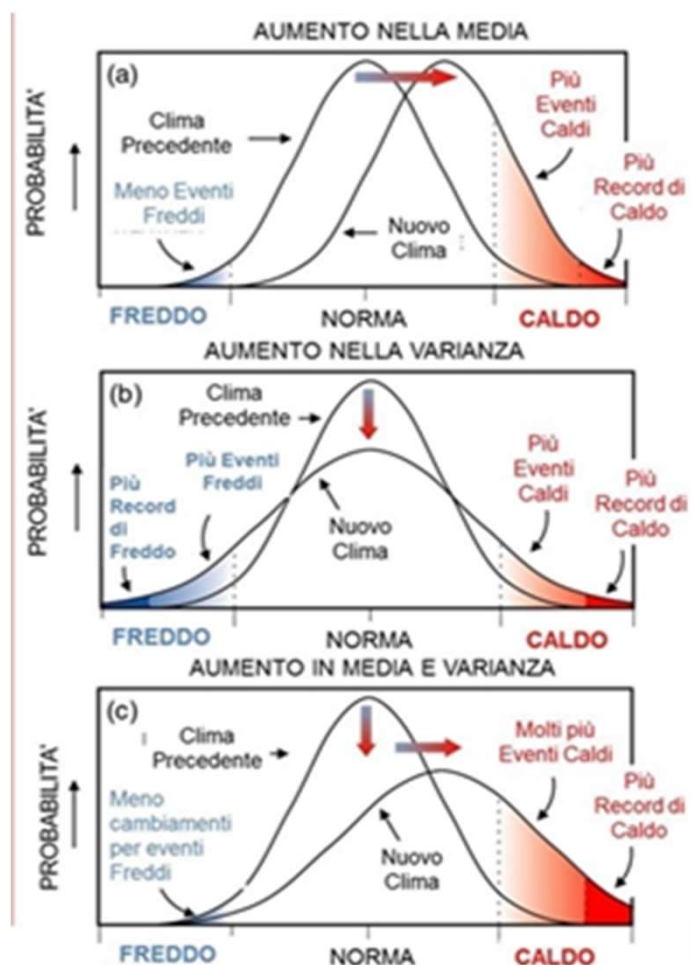 AUMENTO NELLA MEDIA
(a)
Clima
Precedente
Meno Eventi
Freddi
Nuovo
Clima
Più
Eventi
Caldi
Più
Record di
Caldo
PROBABILITA'
FREDDO
NORMA
CALDO
AUMENTO NELLA VARIANZA
(b)
Clima
Precedente
Più Eventi
Freddi
Più
Record
di
Freddo
Nuovo
Clima
Più
Eventi
Caldi
Più
Record di
Caldo
PROBABILITA'
FREDDO
NORMA
CALDO
AUMENTO IN MEDIA E VARIANZA
(c)
Clima
Precedente
Meno
cambiamenti
per eventi
Freddi
Nuovo
Clima
Molti più
Eventi Caldi
Più
Record di
Caldo
PROBABILITA'
FREDDO
NORMA
CALDO